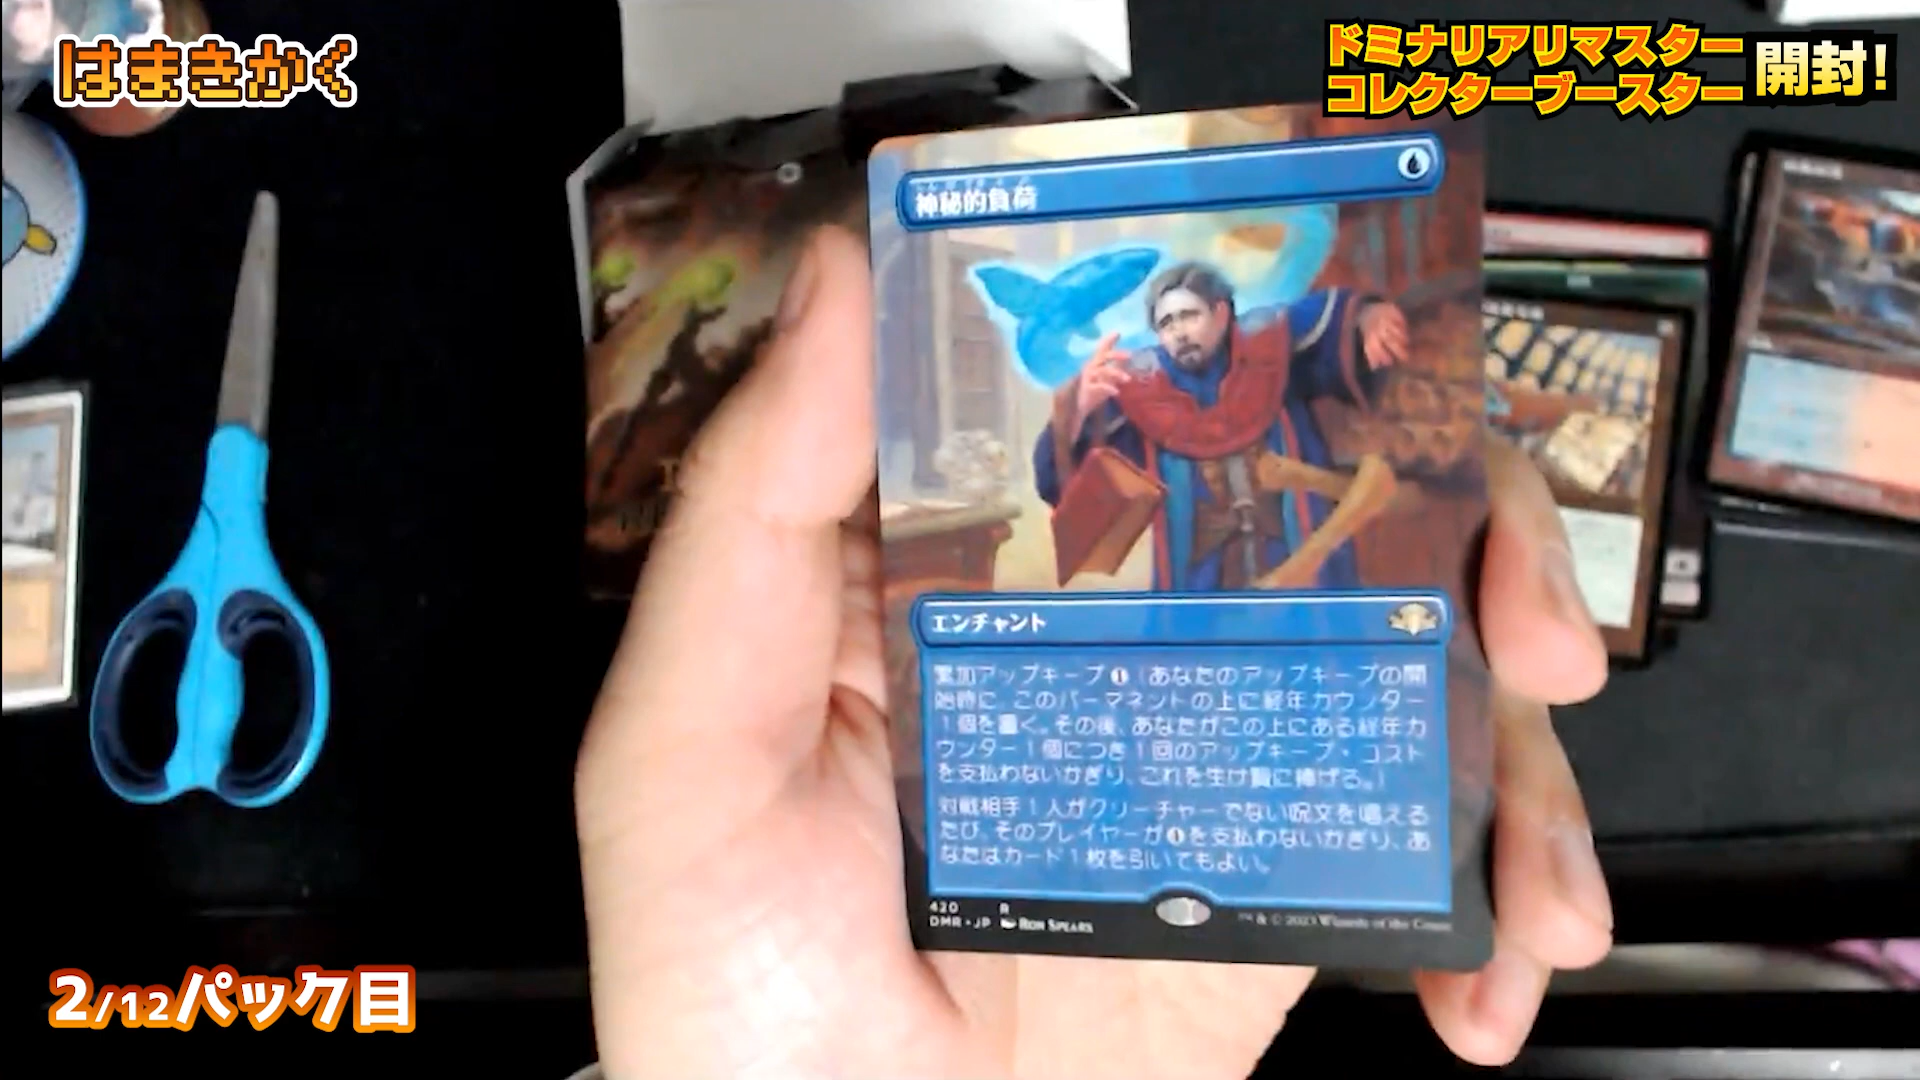 はまきかく
ドミナリアリマスター
コレクターブースター
開封!
神秘的負荷
エンチャント
累加アップキープ①(あなたのアップキープの開
始時に、このパーマネントの上に経年カウンター
1個を置く。その後、あなたがこの上にある経年カ
ウンター1個につき1回のアップキープ・コスト
を支払わないかぎり、これを生け贄に捧げる。)
対戦相手1人がクリーチャーでない呪文を唱える
たび、そのプレイヤーが①を支払わないかぎり、あ
なたはカード1枚を引いてもよい。
420 R
DMR・JP RON SPEARS
™ & © 2023 Wizards of the Coast
2/12パック目